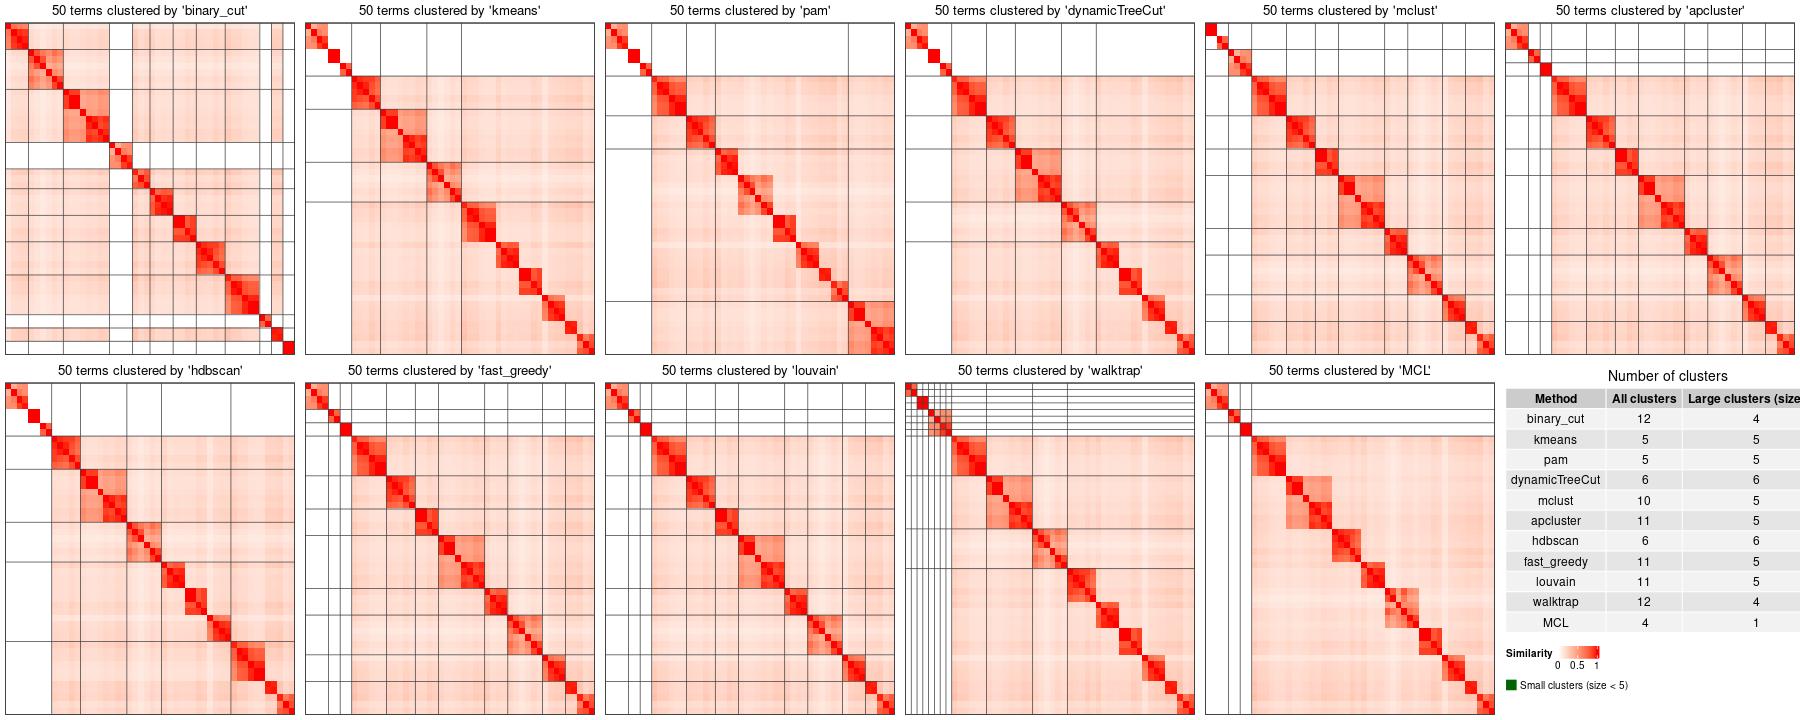 50 terms clustered by 'binary_cut'
50 terms clustered by 'kmeans'
50 terms clustered by 'pam'
50 terms clustered by 'dynamicTreeCut'
50 terms clustered by 'mclust'
50 terms clustered by 'apcluster'
50 terms clustered by 'hdbscan'
50 terms clustered by 'fast_greedy'
50 terms clustered by 'louvain'
50 terms clustered by 'walktrap'
50 terms clustered by 'MCL'
Number of clusters
Method All clusters Large clusters (size
binary_cut 12 4
kmeans 5 5
pam 5 5
dynamicTreeCut 6 6
mclust 10 5
apcluster 11 5
hdbscan 6 6
fast_greedy 11 5
louvain 11 5
walktrap 12 4
MCL 4 1
Similarity
0 0.5 1
Small clusters (size < 5)